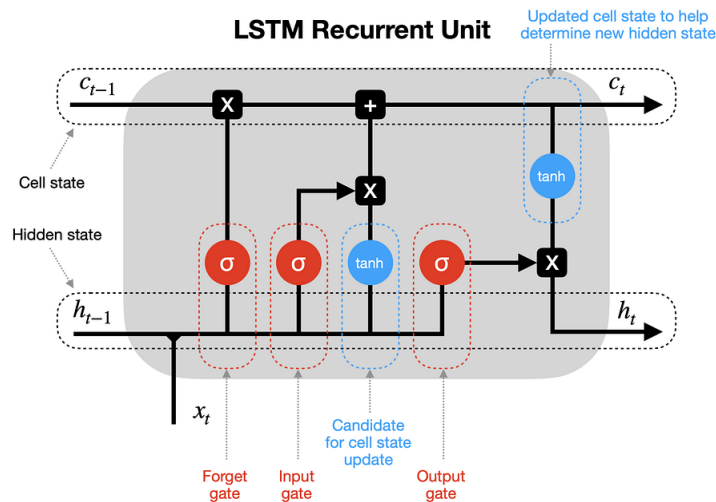 LSTM Recurrent Unit
Updated cell state to help
determine new hidden state
c_{t−1}
c_t
X
+
Cell state
tanh
X
Hidden state
σ
σ
tanh
σ
X
h_{t−1}
h_t
x_t
Candidate
for cell state
update
Forget
gate
Input
gate
Output
gate